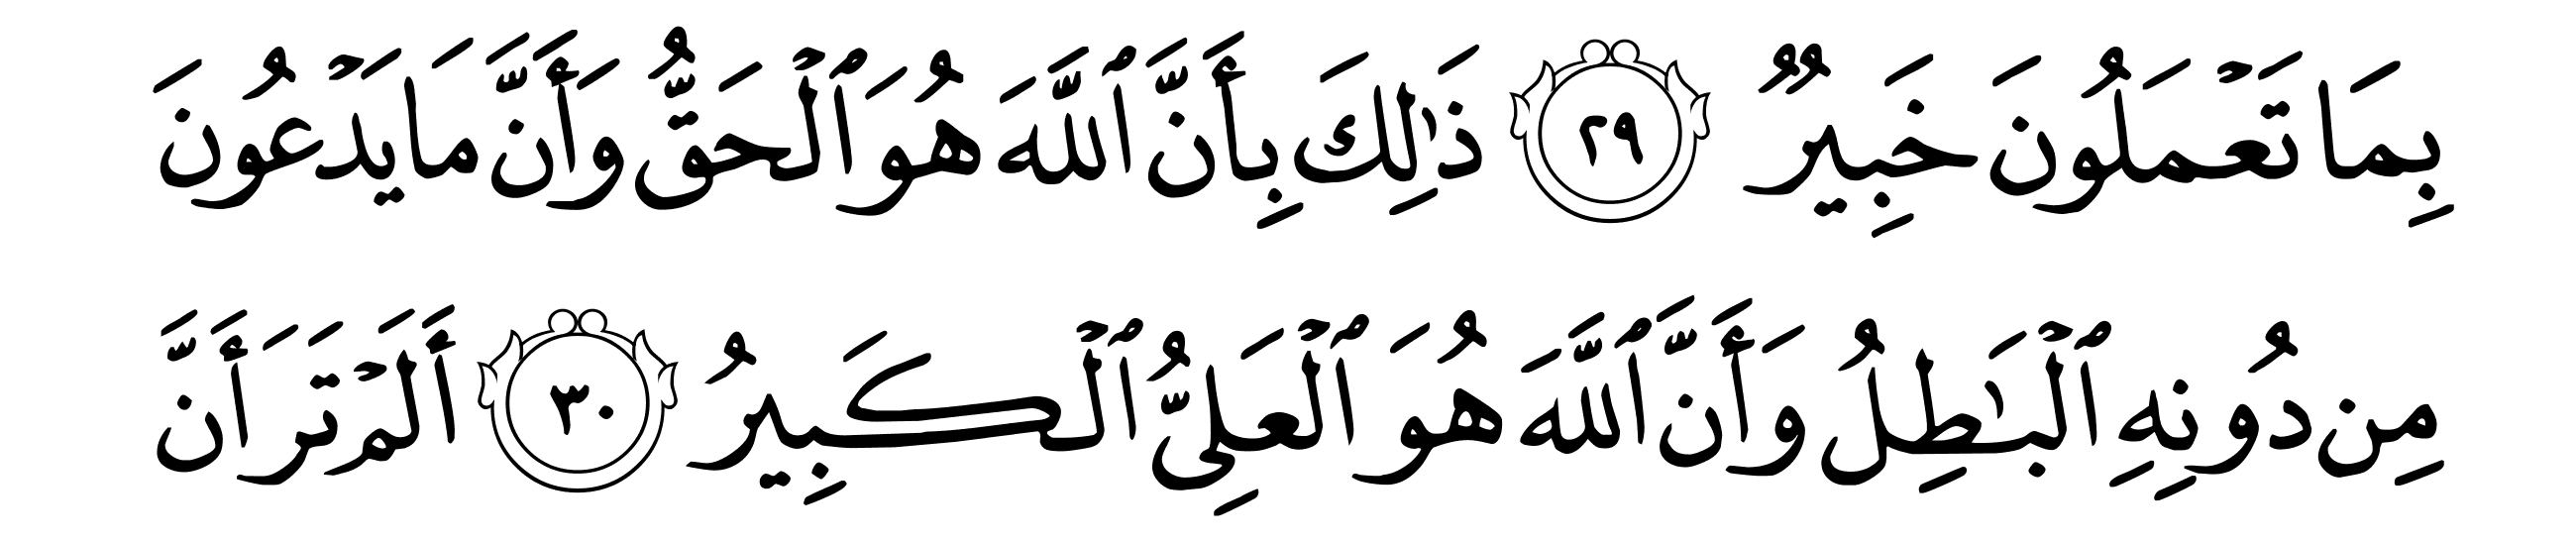 بِمَا تَعۡمَلُونَ خَبِيرٞ ٢٩ ذَٰلِكَ بِأَنَّ ٱللَّهَ هُوَ ٱلۡحَقُّ وَأَنَّ مَا يَدۡعُونَ
مِن دُونِهِ ٱلۡبَٰطِلُ وَأَنَّ ٱللَّهَ هُوَ ٱلۡعَلِيُّ ٱلۡكَبِيرُ ٣٠ أَلَمۡ تَرَ أَنَّ